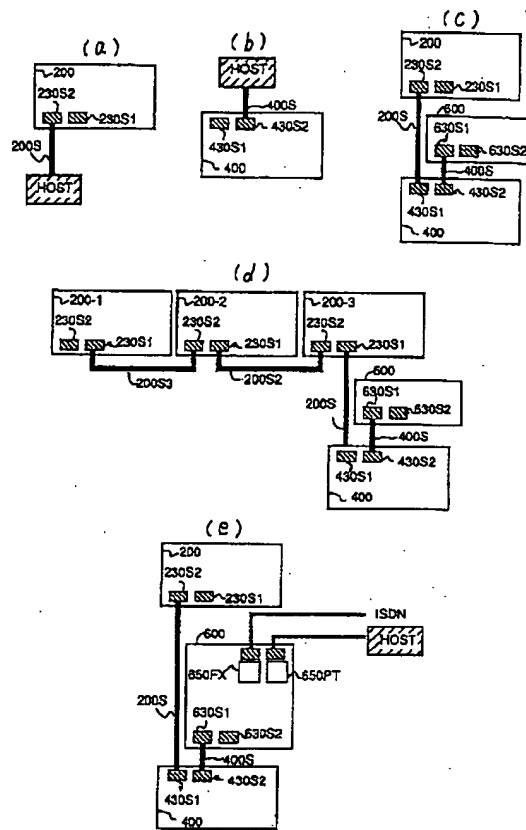 (a)
200
230S2
230S1
200S
HOST
(b)
HOST
400S
430S1
430S2
400
(c)
200
230S2
230S1
200S
600
630S1
630S2
400S
430S1
430S2
400
(d)
200-1
230S2
230S1
200-2
230S2
230S1
200-3
230S2
230S1
200S3
200S2
200S
600
630S1
630S2
400S
430S1
430S2
400
(e)
200
230S2
230S1
600
ISDN
HOST
650FX
650PT
200S
630S1
630S2
400S
430S1
430S2
400